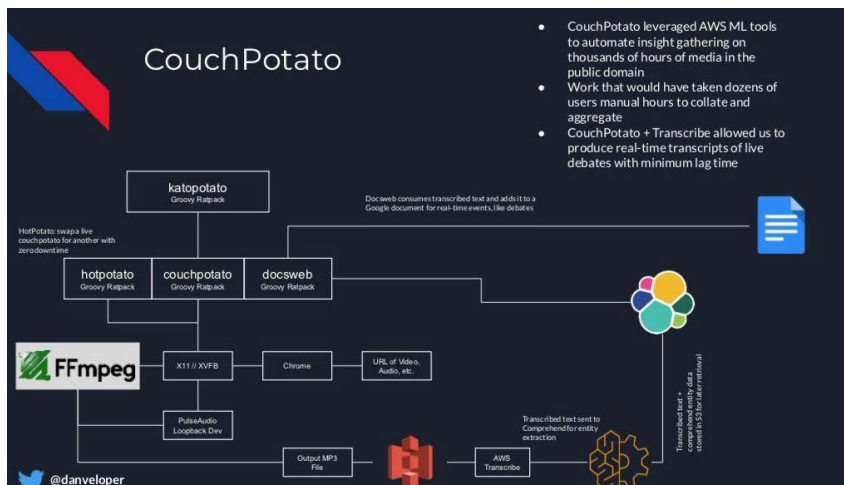 CouchPotato
● CouchPotato leveraged AWS ML tools
to automate insight gathering on
thousands of hours of media in the
public domain
● Work that would have taken dozens of
users manual hours to collate and
aggregate
● CouchPotato + Transcribe allowed us to
produce real-time transcripts of live
debates with minimum lag time
katopotato
Groovy Ratpack
Docsweb consumes transcribed text and adds it to a
Google document for real-time events, like debates
HotPotato: swap a live
couchpotato for another with
zero downtime
hotpotato
Groovy Ratpack
couchpotato
Groovy Ratpack
docsweb
Groovy Ratpack
FFmpeg
X11 // XVFB
Chrome
URL of Video,
Audio, etc.
PulseAudio
Loopback Dev
Transcribed text +
comprehend entity data
stored in S3 for later retrieval
Transcribed text sent to
Comprehend for entity
extraction
Output MP3
File
AWS
Transcribe
@danveloper